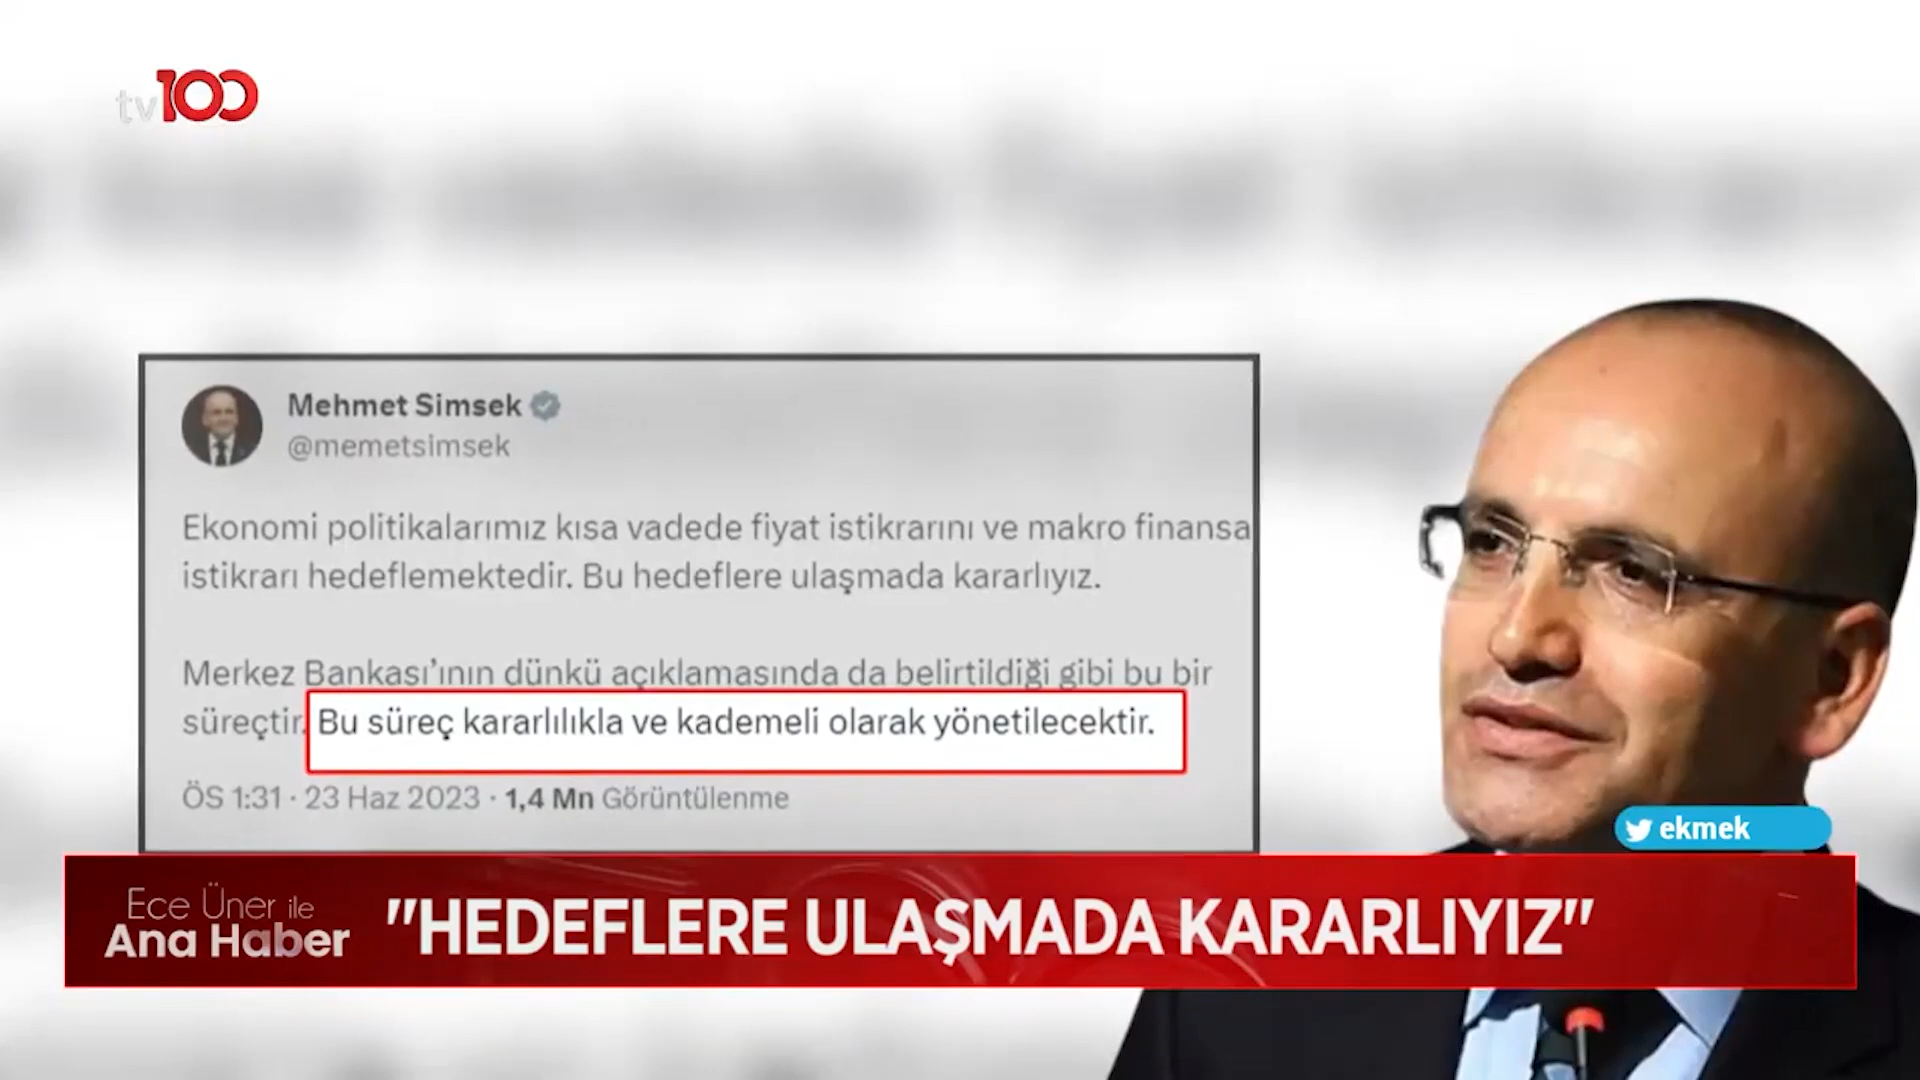 tv100
Mehmet Simsek
@memetsimsek
Ekonomi politikalarımız kısa vadede fiyat istikrarını ve makro finansa
istikrarı hedeflemektedir. Bu hedeflere ulaşmada kararlıyız.
Merkez Bankası’nın dünkü açıklamasında da belirtildiği gibi bu bir
süreçtir. Bu süreç kararlılıkla ve kademeli olarak yönetilecektir.
ÖS 1:31 · 23 Haz 2023 · 1,4 Mn Görüntülenme
ekmek
Ece Üner ile
Ana Haber
"HEDEFLERE ULAŞMADA KARARLIYIZ"